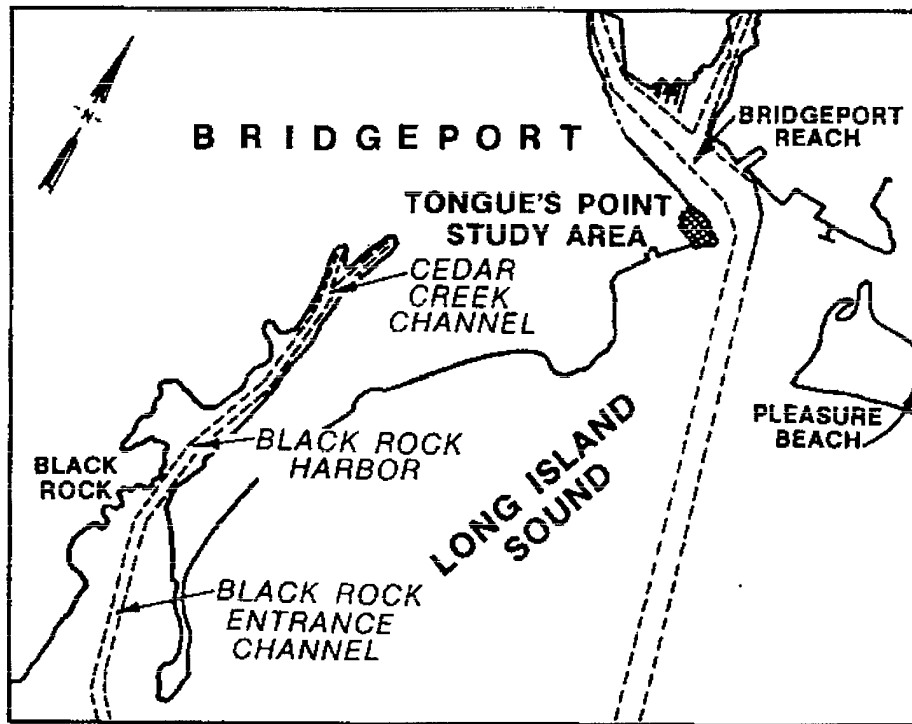 -N-
BRIDGEPORT
BRIDGEPORT
REACH
TONGUE'S POINT
STUDY AREA
CEDAR
CREEK
CHANNEL
PLEASURE
BEACH
BLACK ROCK
HARBOR
BLACK
ROCK
LONG ISLAND
SOUND
BLACK ROCK
ENTRANCE
CHANNEL